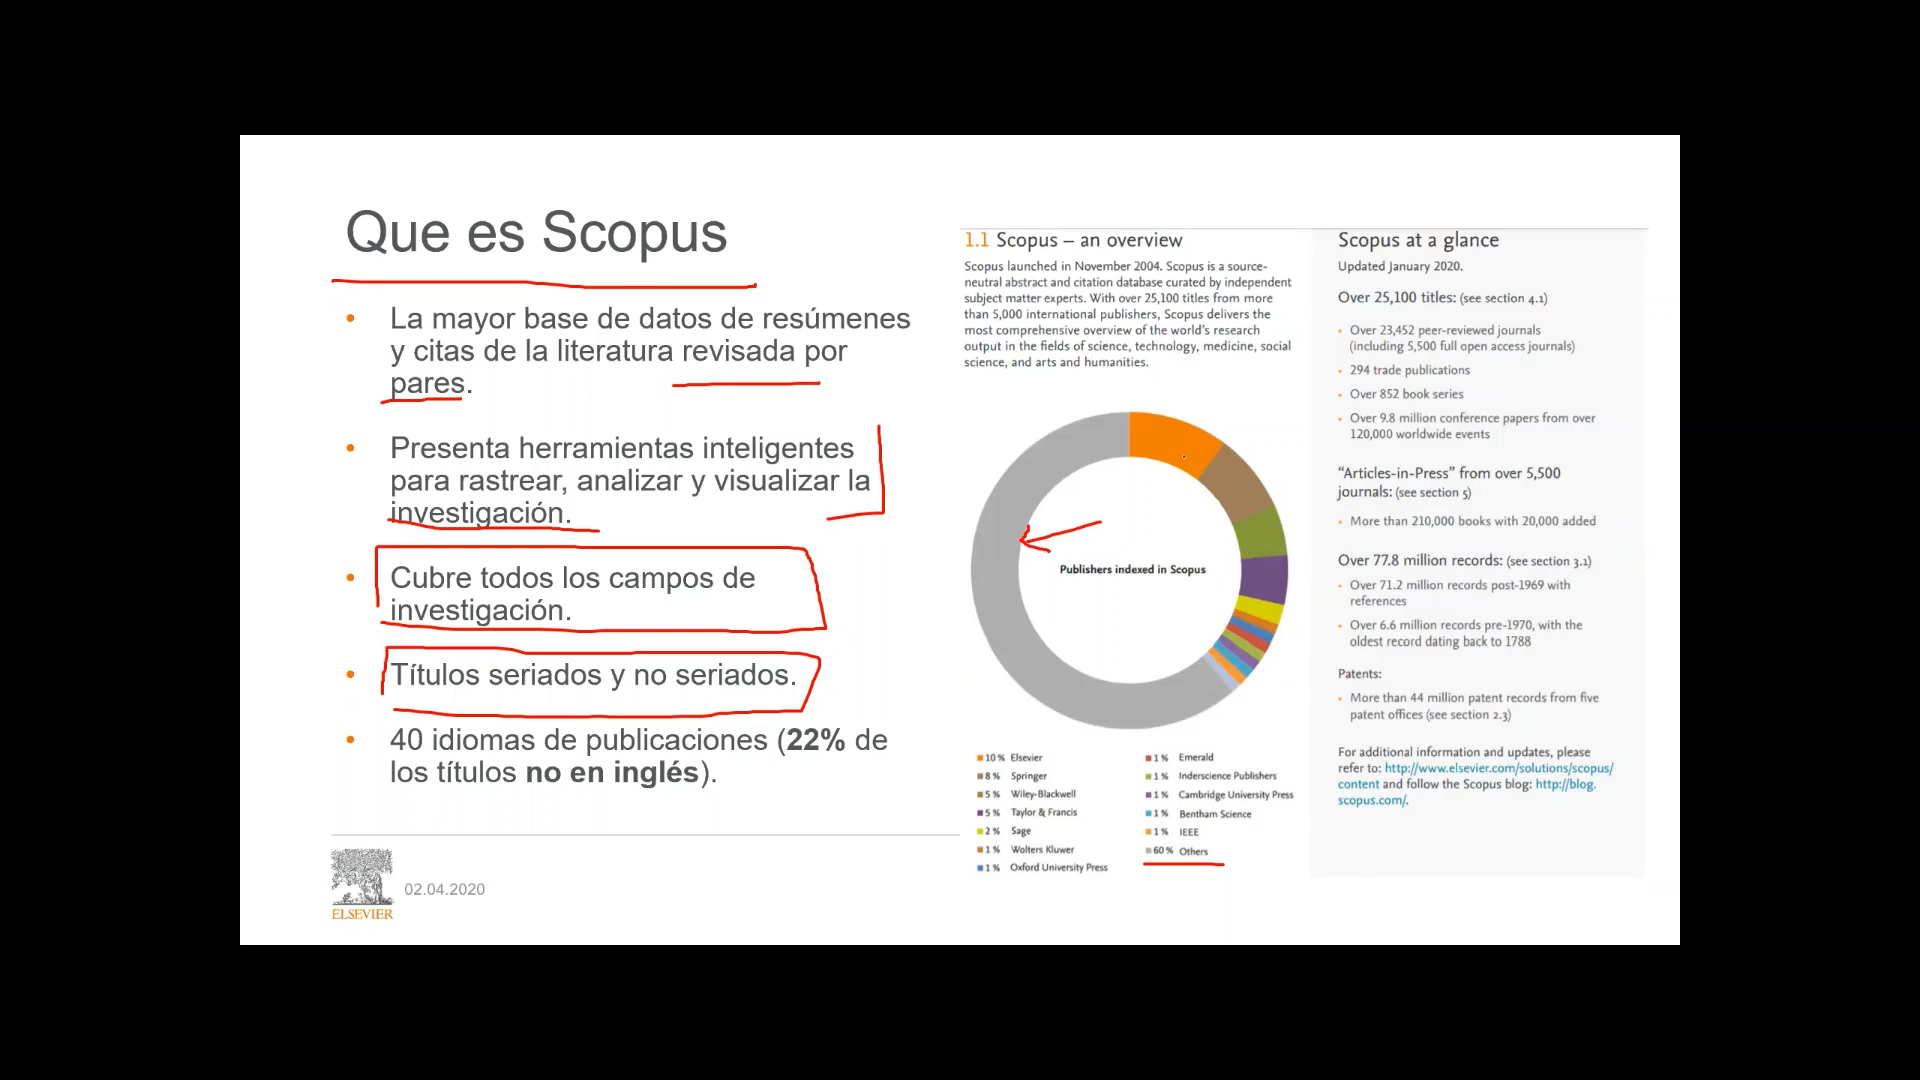 Que es Scopus
• La mayor base de datos de resúmenes
y citas de la literatura revisada por
pares.
• Presenta herramientas inteligentes
para rastrear, analizar y visualizar la
investigación.
• Cubre todos los campos de
investigación.
• Títulos seriados y no seriados.
• 40 idiomas de publicaciones (22% de
los títulos no en inglés).
ELSEVIER
02.04.2020
1.1 Scopus – an overview
Scopus launched in November 2004. Scopus is a source-
neutral abstract and citation database curated by independent
subject matter experts. With over 25,100 titles from more
than 5,000 international publishers, Scopus delivers the
most comprehensive overview of the world's research
output in the fields of science, technology, medicine, social
science, and arts and humanities.
Publishers indexed in Scopus
10 % Elsevier
8 % Springer
5 % Wiley-Blackwell
5 % Taylor & Francis
2 % Sage
1 % Wolters Kluwer
1 % Oxford University Press
1 % Emerald
1 % Inderscience Publishers
1 % Cambridge University Press
1 % Bentham Science
1 % IEEE
60 % Others
Scopus at a glance
Updated January 2020.
Over 25,100 titles: (see section 4.1)
• Over 23,452 peer-reviewed journals
(including 5,500 full open access journals)
• 294 trade publications
• Over 852 book series
• Over 9.8 million conference papers from over
120,000 worldwide events
“Articles-in-Press” from over 5,500
journals: (see section 5)
• More than 210,000 books with 20,000 added
Over 77.8 million records: (see section 3.1)
• Over 71.2 million records post-1969 with
references
• Over 6.6 million records pre-1970, with the
oldest record dating back to 1788
Patents:
• More than 44 million patent records from five
patent offices (see section 2.3)
For additional information and updates, please
refer to: http://www.elsevier.com/solutions/scopus/
content and follow the Scopus blog: http://blog.
scopus.com/.